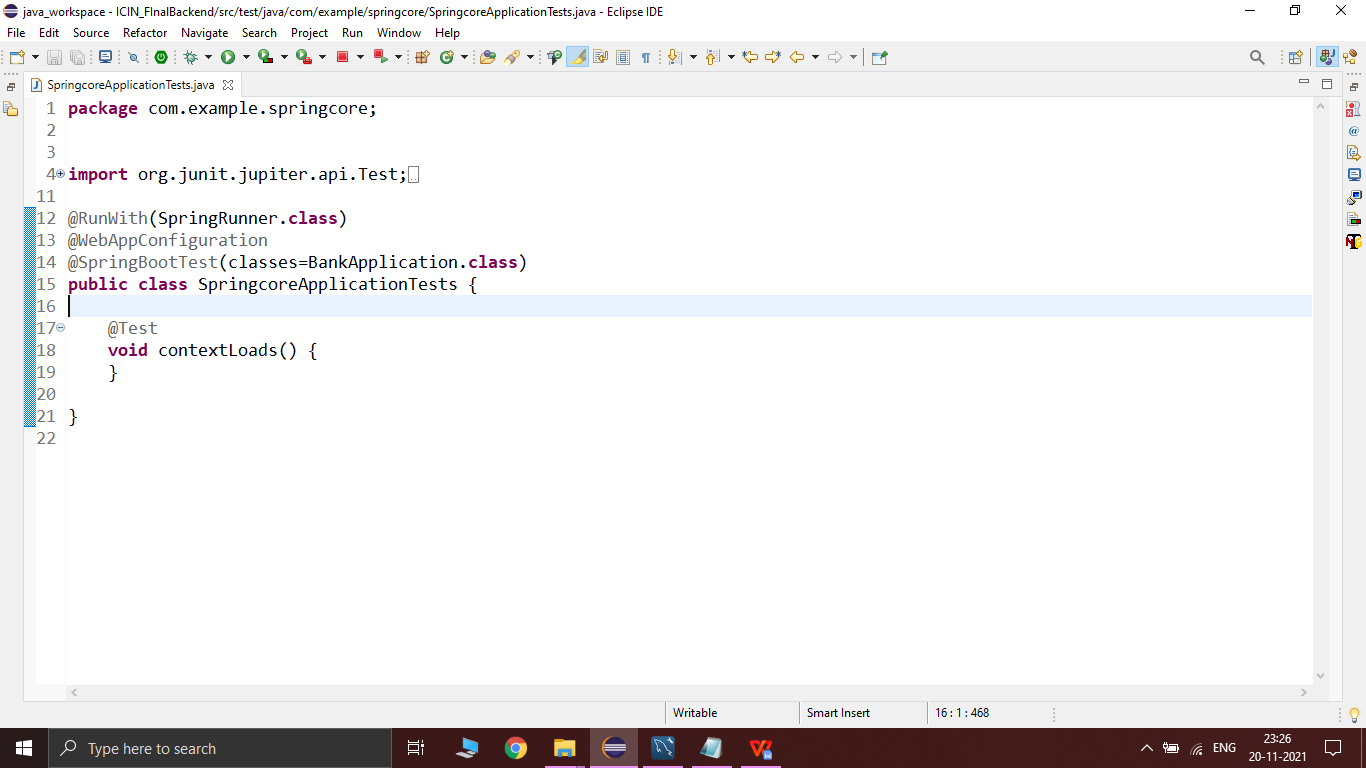 java_workspace - ICIN_FInalBackend/src/test/java/com/example/springcore/SpringcoreApplicationTests.java - Eclipse IDE
File Edit Source Refactor Navigate Search Project Run Window Help
SpringcoreApplicationTests.java
1 package com.example.springcore;
2
3
4 import org.junit.jupiter.api.Test;
11
12 @RunWith(SpringRunner.class)
13 @WebAppConfiguration
14 @SpringBootTest(classes=BankApplication.class)
15 public class SpringcoreApplicationTests {
16
17 @Test
18 void contextLoads() {
19 }
20
21 }
22
Writable Smart Insert 16 : 1 : 468
Type here to search ENG 23:26
20-11-2021